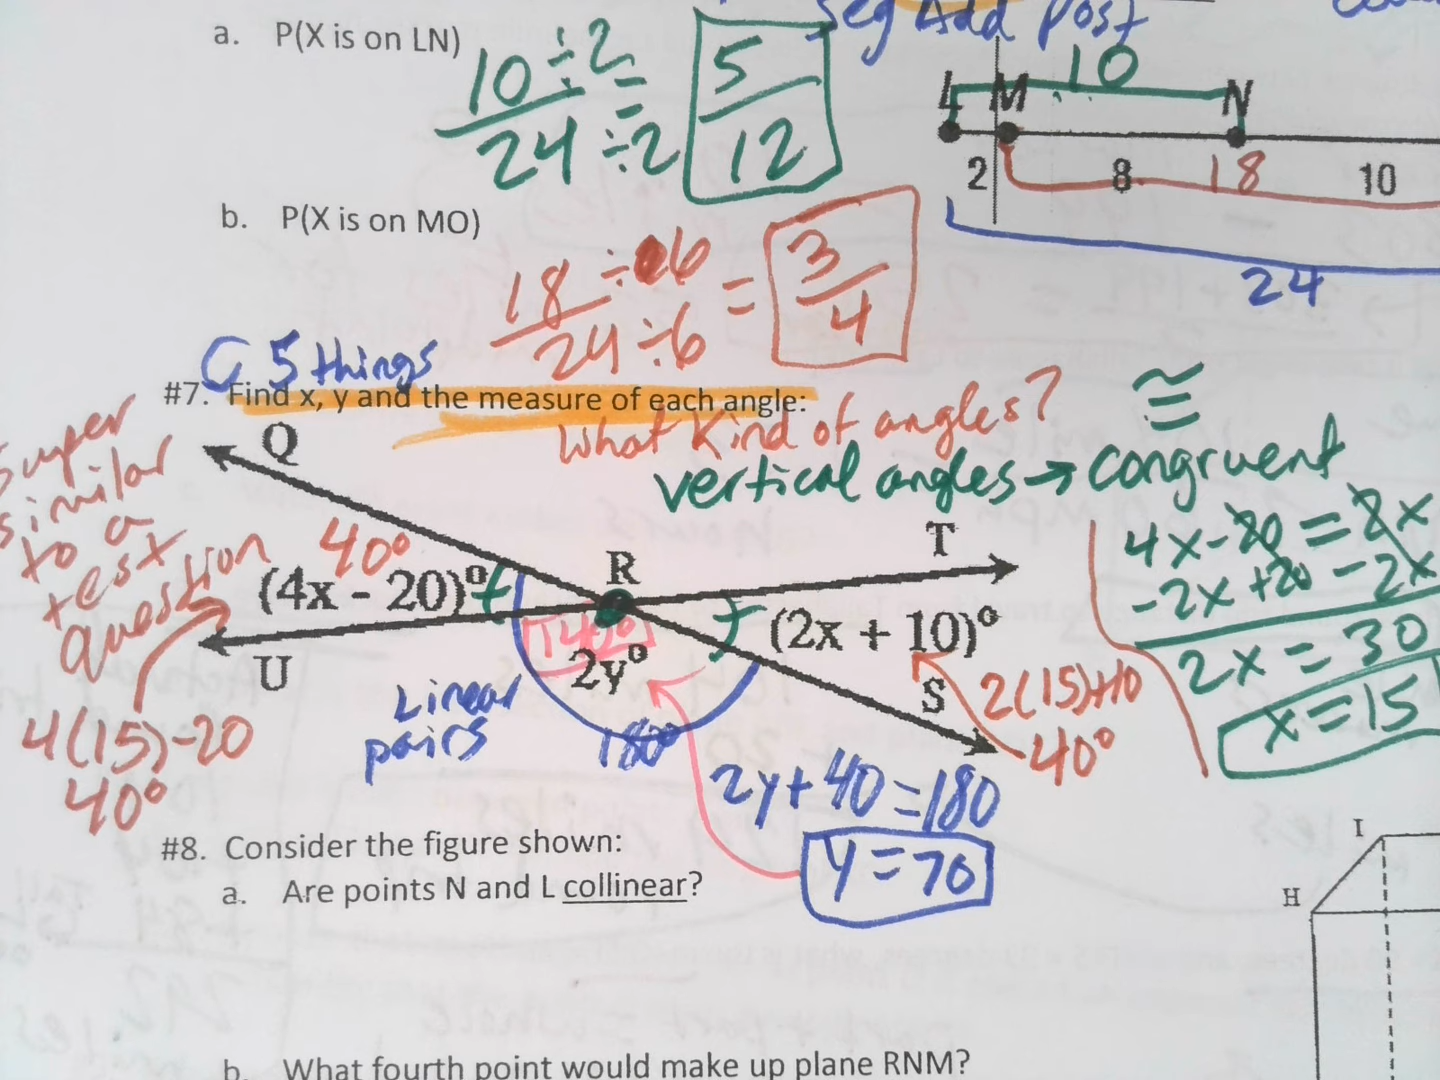 Seg Add Post
a. P(X is on LN)
10 ÷2 = 5
24 ÷2 = 12
10
L M N
2 8 18 10
24
b. P(X is on MO)
18 ÷ 6 = 3
24 ÷6 4
5 things
#7. Find x, y and the measure of each angle:
What Kind of angles?
≅
vertical angles → congruent
Super
similar
to a
test
question
Q
40°
(4x - 20)°
R
T
(2x + 10)°
U
140°
2y°
S
4x-20 = 2x
-2x +20 -2x
2x = 30
x = 15
Linear
pairs
180°
2(15)+10
40°
4(15)-20
40°
2y + 40 = 180
y = 70
#8. Consider the figure shown:
a. Are points N and L collinear?
I
H
b. What fourth point would make up plane RNM?